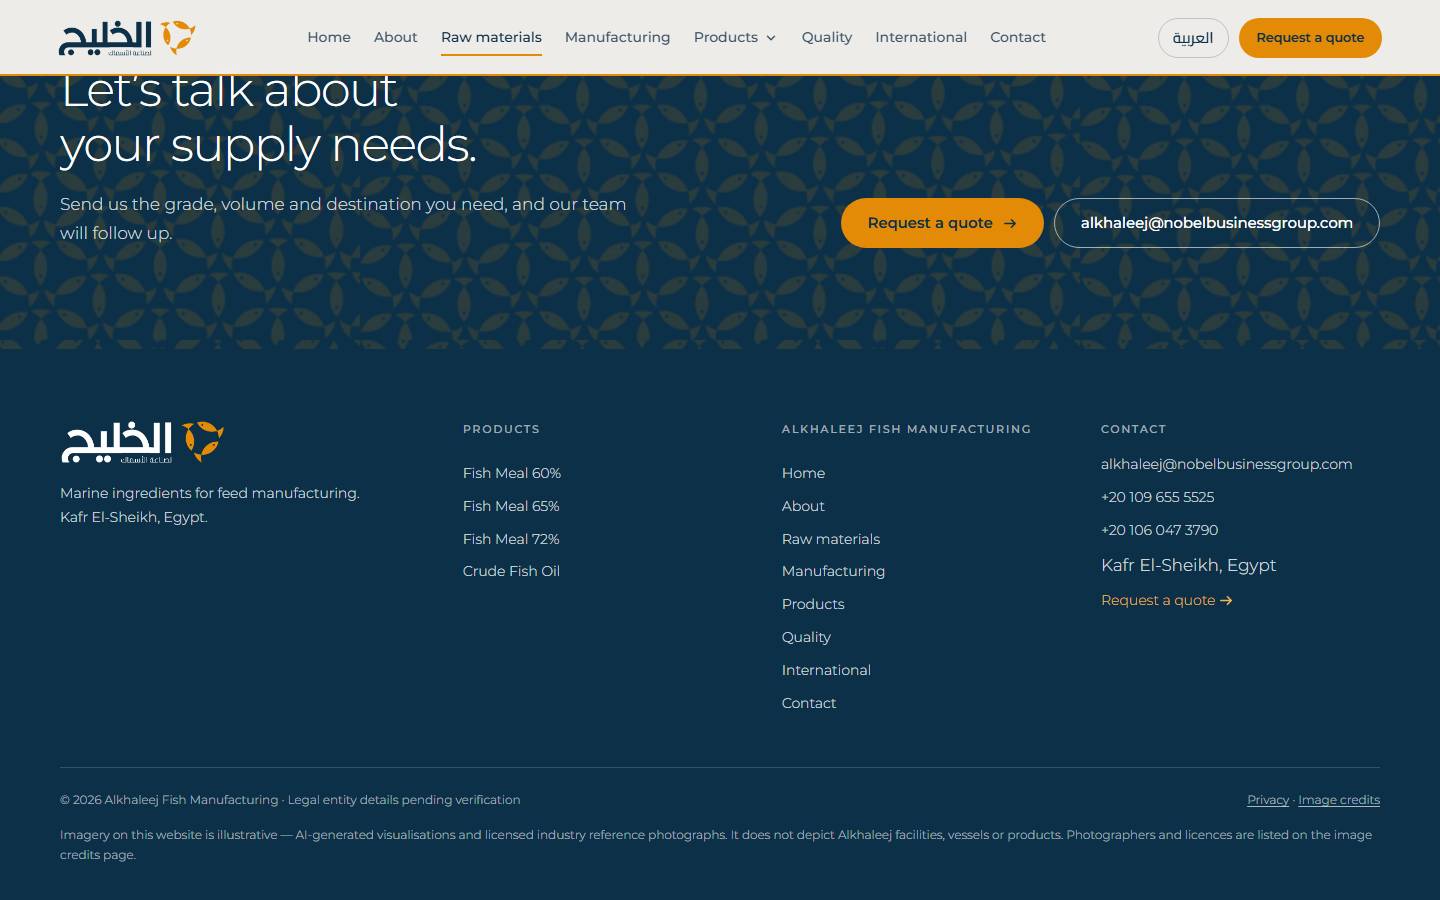 الخليج
لصناعة الأسماك
Home
About
Raw materials
Manufacturing
Products
Quality
International
Contact
العربية
Request a quote
Let's talk about
your supply needs.
Send us the grade, volume and destination you need, and our team
will follow up.
Request a quote →
alkhaleej@nobelbusinessgroup.com
الخليج
لصناعة الأسماك
Marine ingredients for feed manufacturing.
Kafr El-Sheikh, Egypt.
PRODUCTS
Fish Meal 60%
Fish Meal 65%
Fish Meal 72%
Crude Fish Oil
ALKHALEEJ FISH MANUFACTURING
Home
About
Raw materials
Manufacturing
Products
Quality
International
Contact
CONTACT
alkhaleej@nobelbusinessgroup.com
+20 109 655 5525
+20 106 047 3790
Kafr El-Sheikh, Egypt
Request a quote →
© 2026 Alkhaleej Fish Manufacturing · Legal entity details pending verification
Privacy · Image credits
Imagery on this website is illustrative — AI-generated visualisations and licensed industry reference photographs. It does not depict Alkhaleej facilities, vessels or products. Photographers and licences are listed on the image
credits page.